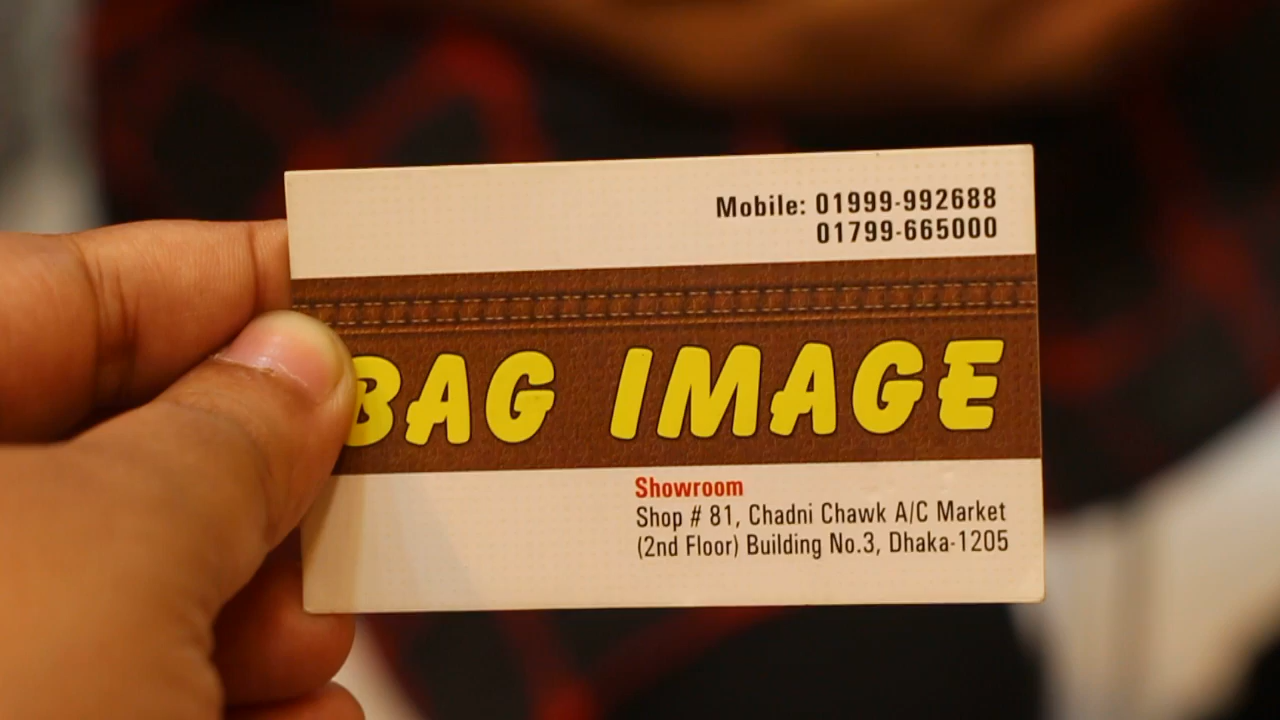 Mobile: 01999-992688
01799-665000
BAG IMAGE
Showroom
Shop # 81, Chadni Chawk A/C Market
(2nd Floor) Building No.3, Dhaka-1205